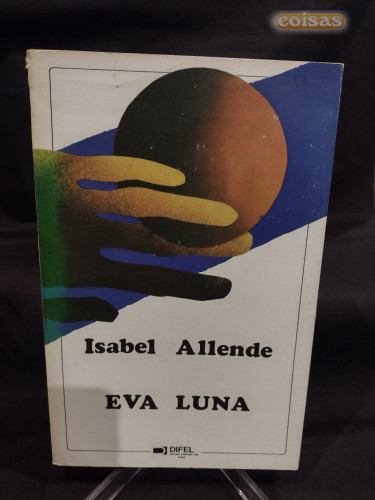 coisas
Isabel Allende
EVA LUNA
DIFEL